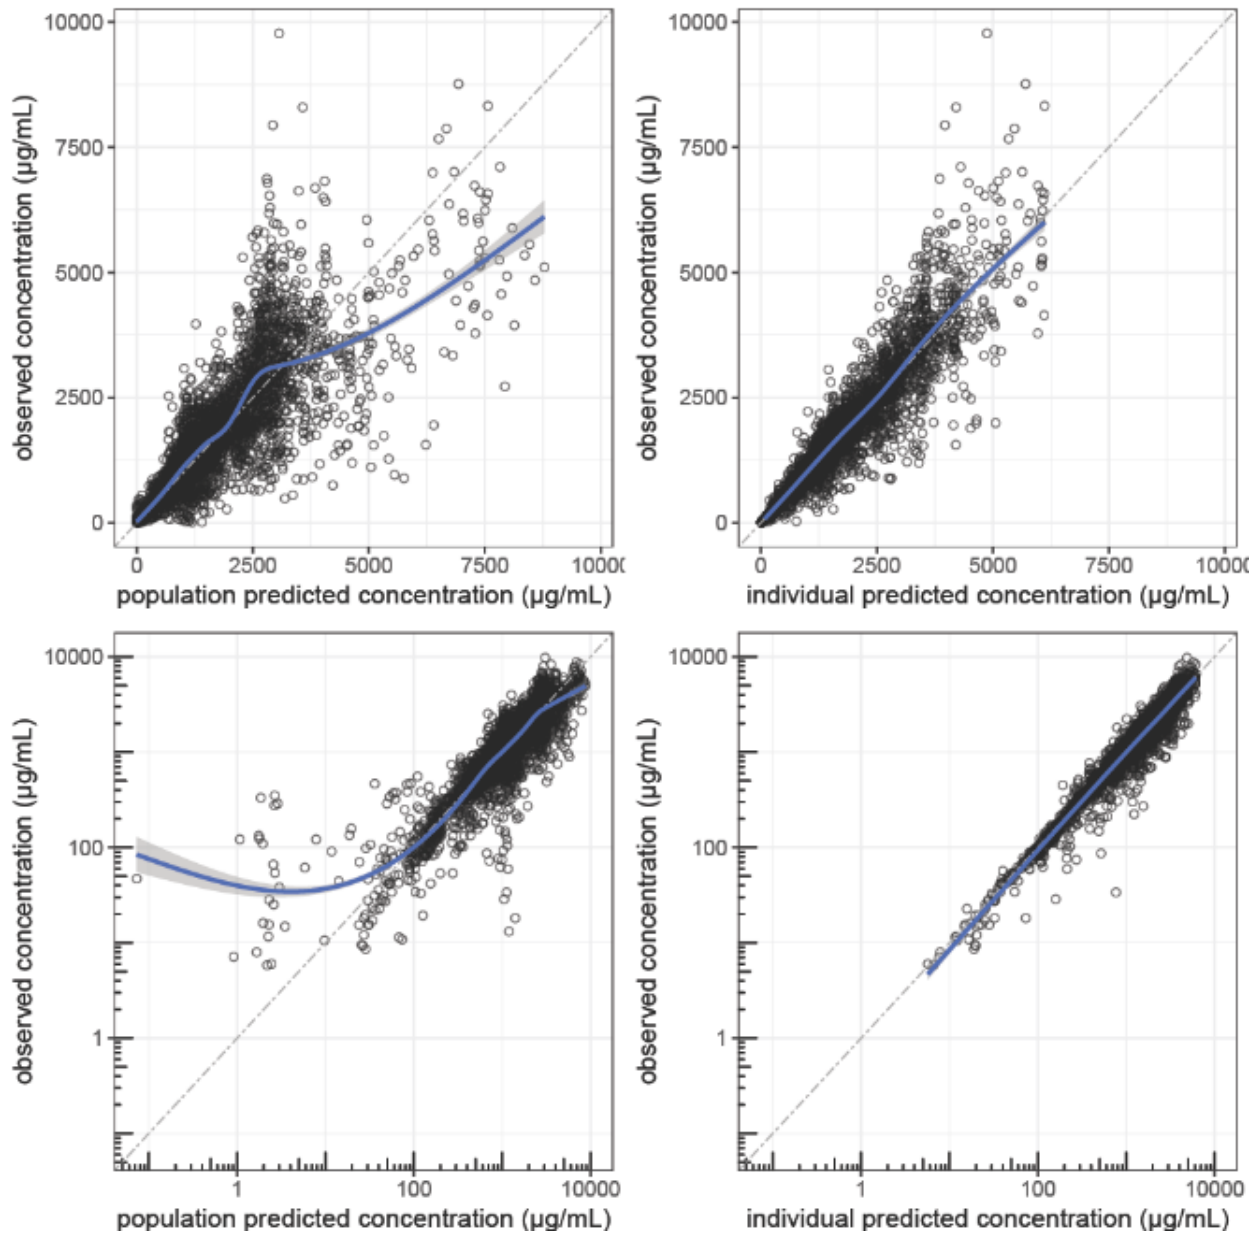 10000
7500
5000
2500
0
observed concentration (µg/mL)
0 2500 5000 7500 1000(
population predicted concentration (µg/mL)
10000
7500
5000
2500
0
observed concentration (µg/mL)
0 2500 5000 7500 1000(
individual predicted concentration (µg/mL)
10000
100
1
observed concentration (µg/mL)
1 100 10000
population predicted concentration (µg/mL)
10000
100
1
observed concentration (µg/mL)
1 100 10000
individual predicted concentration (µg/mL)